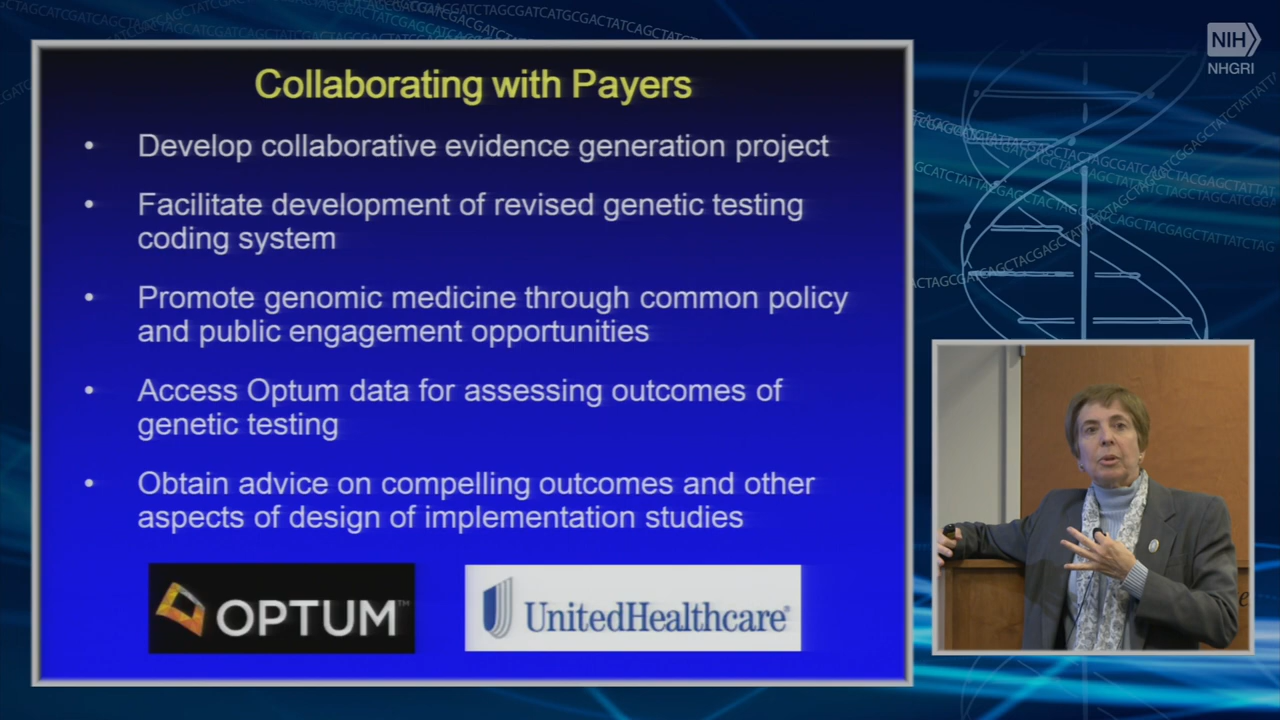 NIH
NHGRI
Collaborating with Payers
• Develop collaborative evidence generation project
• Facilitate development of revised genetic testing
coding system
• Promote genomic medicine through common policy
and public engagement opportunities
• Access Optum data for assessing outcomes of
genetic testing
• Obtain advice on compelling outcomes and other
aspects of design of implementation studies
OPTUM™
UnitedHealthcare®